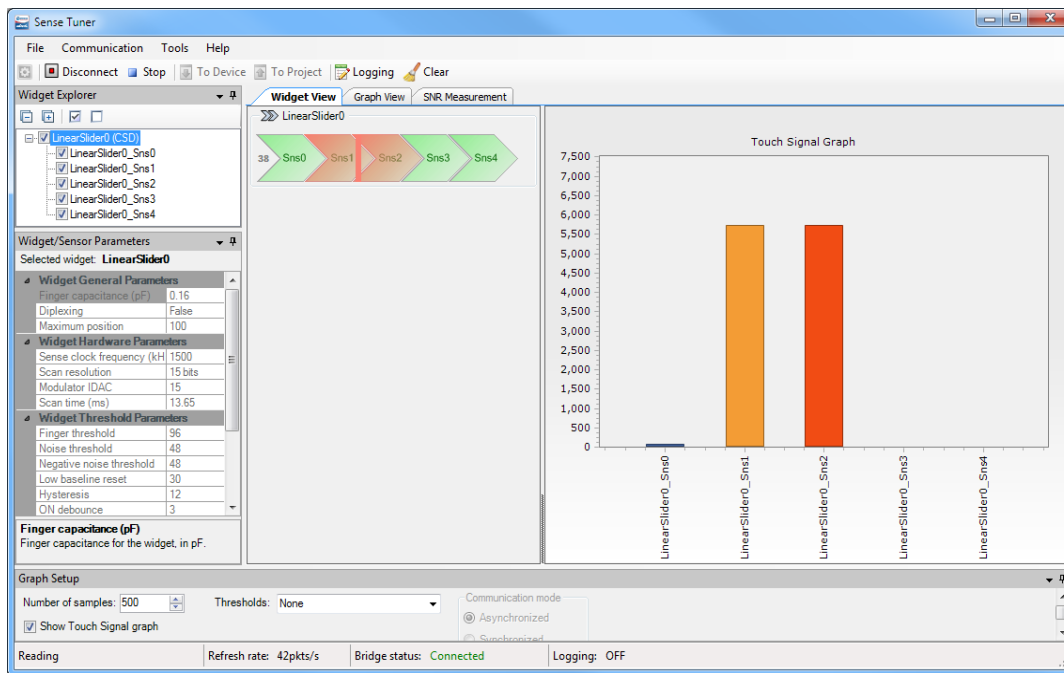 Sense Tuner
File Communication Tools Help
Disconnect Stop To Device To Project Logging Clear
Widget Explorer
LinearSlider0 (CSD)
LinearSlider0_Sns0
LinearSlider0_Sns1
LinearSlider0_Sns2
LinearSlider0_Sns3
LinearSlider0_Sns4
Widget/Sensor Parameters
Selected widget: LinearSlider0
Widget General Parameters
Finger capacitance (pF) 0.16
Diplexing False
Maximum position 100
Widget Hardware Parameters
Sense clock frequency (kH 1500
Scan resolution 15 bits
Modulator IDAC 15
Scan time (ms) 13.65
Widget Threshold Parameters
Finger threshold 96
Noise threshold 48
Negative noise threshold 48
Low baseline reset 30
Hysteresis 12
ON debounce 3
Finger capacitance (pF)
Finger capacitance for the widget, in pF.
Widget View Graph View SNR Measurement
LinearSlider0
38 Sns0 Sns1 Sns2 Sns3 Sns4
Touch Signal Graph
7,500
7,000
6,500
6,000
5,500
5,000
4,500
4,000
3,500
3,000
2,500
2,000
1,500
1,000
500
0
LinearSlider0_Sns0
LinearSlider0_Sns1
LinearSlider0_Sns2
LinearSlider0_Sns3
LinearSlider0_Sns4
Graph Setup
Number of samples: 500 Thresholds: None
Show Touch Signal graph
Communication mode
Asynchronized
Synchronized
Reading Refresh rate: 42pkts/s Bridge status: Connected Logging: OFF